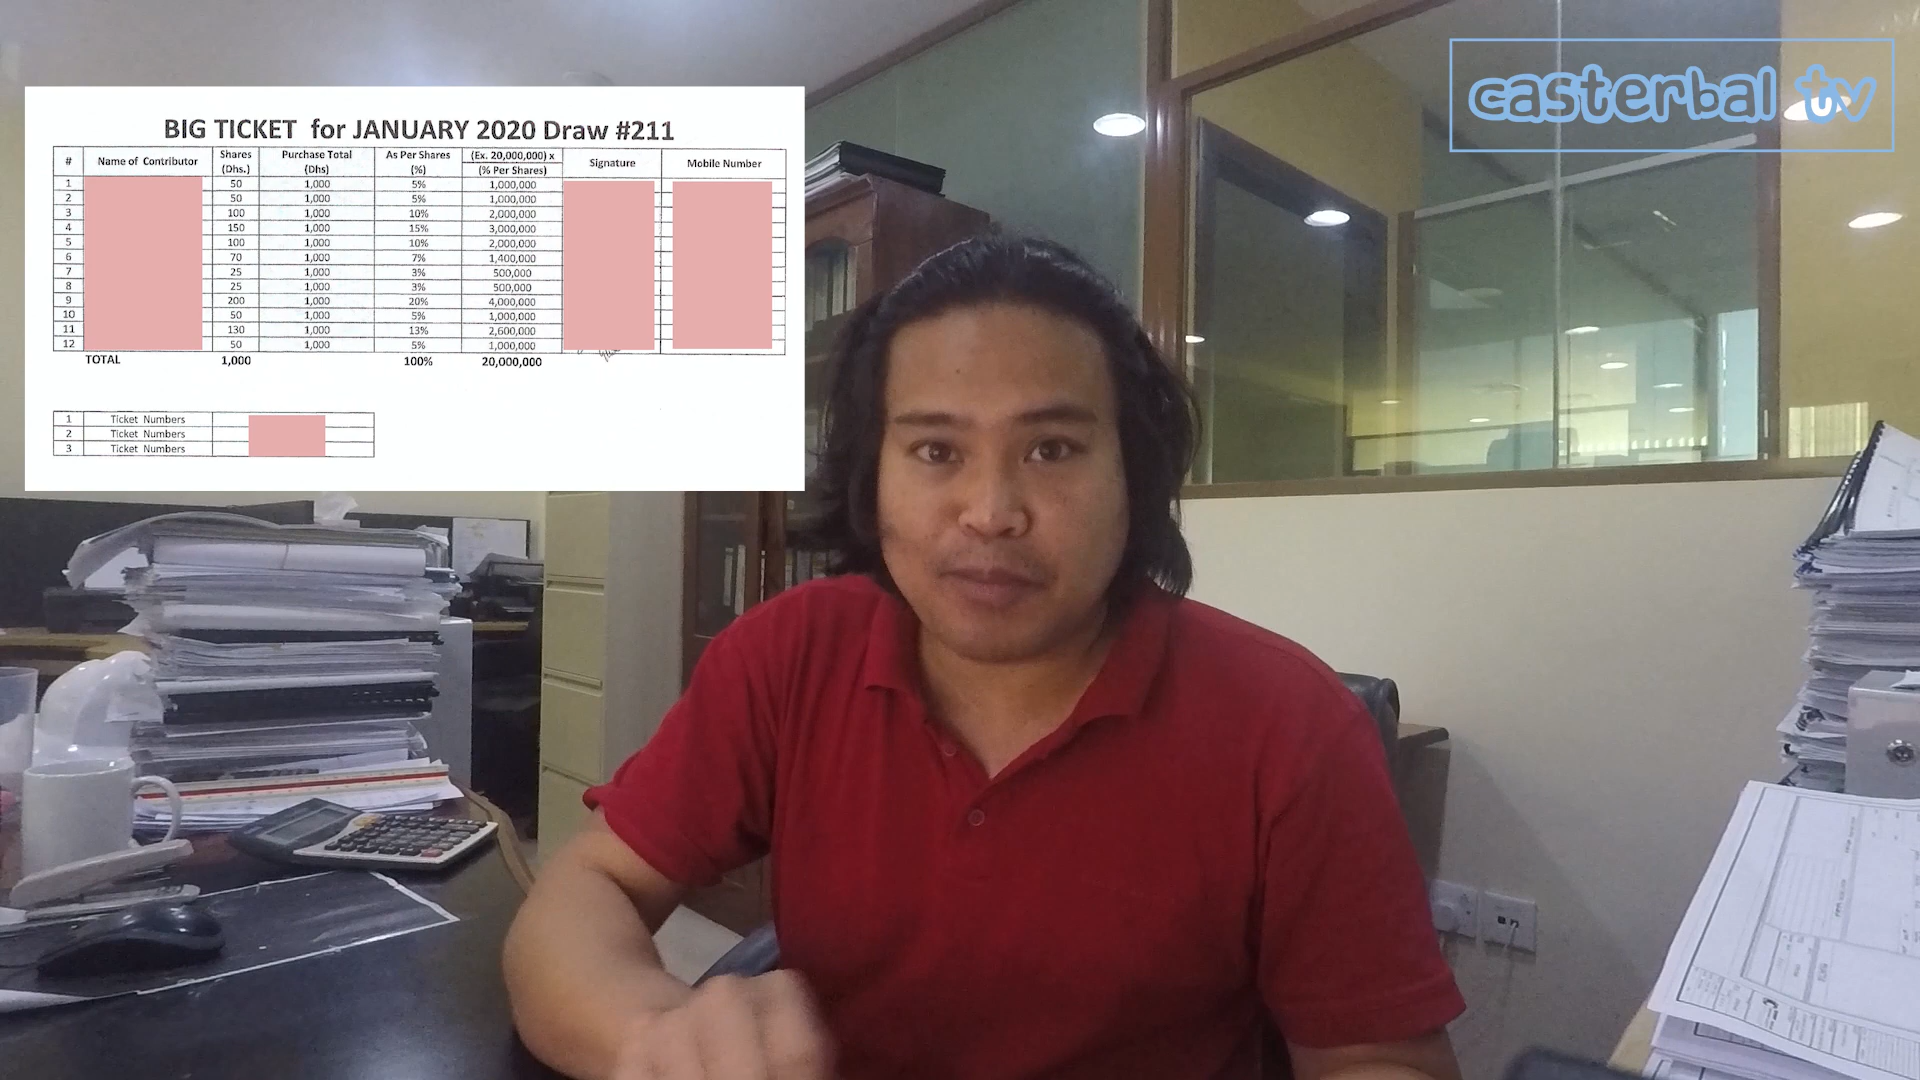 casterbal tv
BIG TICKET for JANUARY 2020 Draw #211
# Name of Contributor Shares (Dhs.) Purchase Total (Dhs) As Per Shares (%) (Ex. 20,000,000) x (% Per Shares) Signature Mobile Number
1 50 1,000 5% 1,000,000
2 50 1,000 5% 1,000,000
3 100 1,000 10% 2,000,000
4 150 1,000 15% 3,000,000
5 100 1,000 10% 2,000,000
6 70 1,000 7% 1,400,000
7 25 1,000 3% 500,000
8 25 1,000 3% 500,000
9 200 1,000 20% 4,000,000
10 50 1,000 5% 1,000,000
11 130 1,000 13% 2,600,000
12 50 1,000 5% 1,000,000
TOTAL 1,000 100% 20,000,000
1 Ticket Numbers
2 Ticket Numbers
3 Ticket Numbers